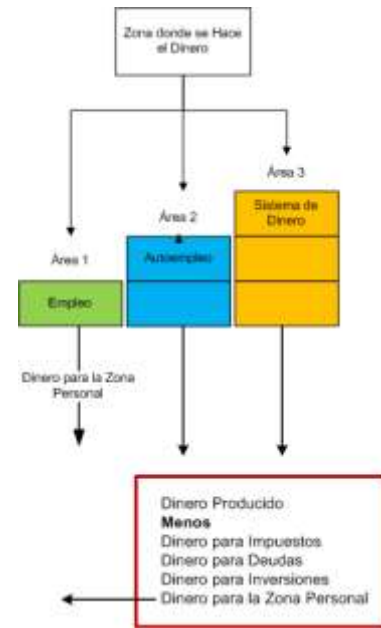 Zona donde se Hace
el Dinero
Área 3
Sistema de
Dinero
Área 2
Autoempleo
Área 1
Empleo
Dinero para la Zona
Personal
Dinero Producido
Menos
Dinero para Impuestos
Dinero para Deudas
Dinero para Inversiones
Dinero para la Zona Personal